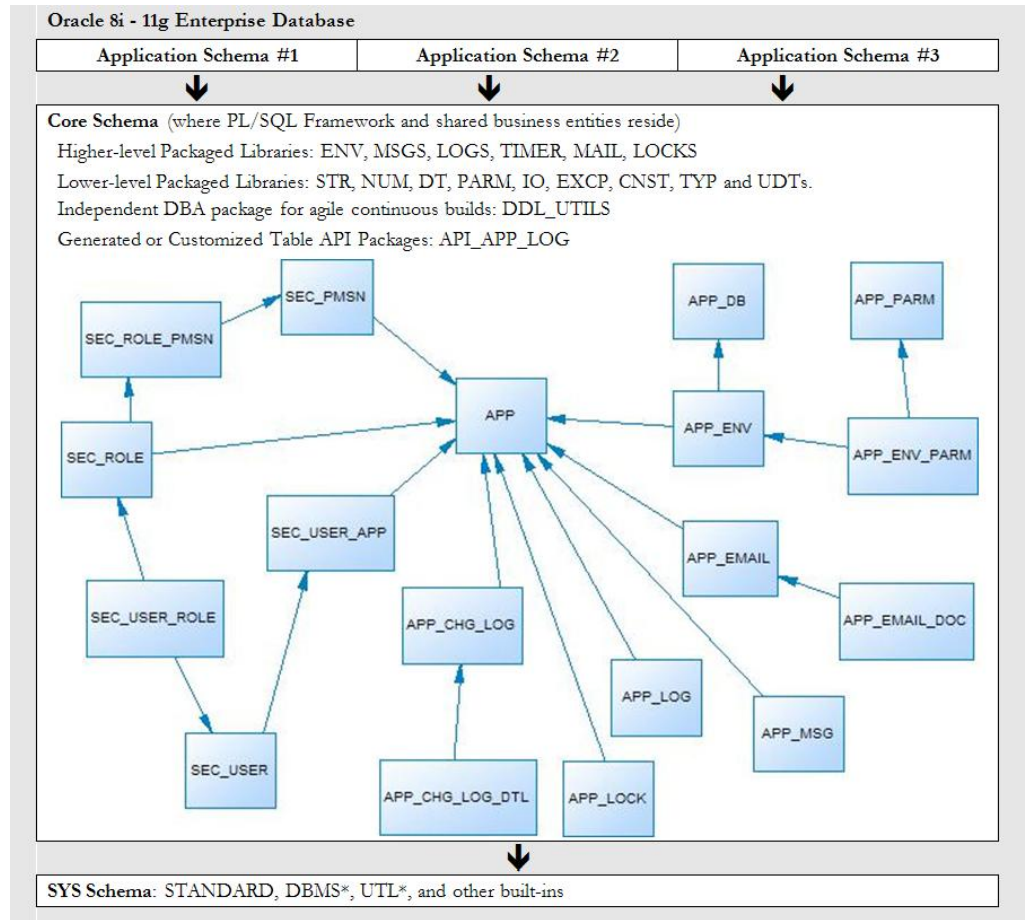 Oracle 8i - 11g Enterprise Database
Application Schema #1
Application Schema #2
Application Schema #3
Core Schema (where PL/SQL Framework and shared business entities reside)
Higher-level Packaged Libraries: ENV, MSGS, LOGS, TIMER, MAIL, LOCKS
Lower-level Packaged Libraries: STR, NUM, DT, PARM, IO, EXCP, CNST, TYP and UDTs.
Independent DBA package for agile continuous builds: DDL_UTILS
Generated or Customized Table API Packages: API_APP_LOG
SEC_PMSN
APP_DB
APP_PARM
SEC_ROLE_PMSN
APP
APP_ENV
SEC_ROLE
APP_ENV_PARM
SEC_USER_APP
APP_EMAIL
SEC_USER_ROLE
APP_CHG_LOG
APP_EMAIL_DOC
APP_LOG
APP_MSG
SEC_USER
APP_CHG_LOG_DTL
APP_LOCK
SYS Schema: STANDARD, DBMS*, UTL*, and other built-ins